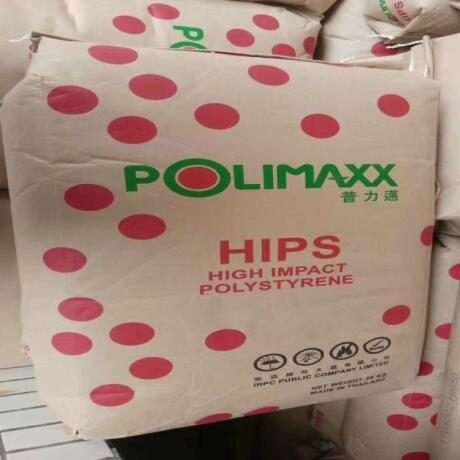 POLIMAXX
普力邁
HIPS
HIGH IMPACT
POLYSTYRENE
IRPC PUBLIC COMPANY LIMITED
NET WEIGHT 25 KG
MADE IN THAILAND